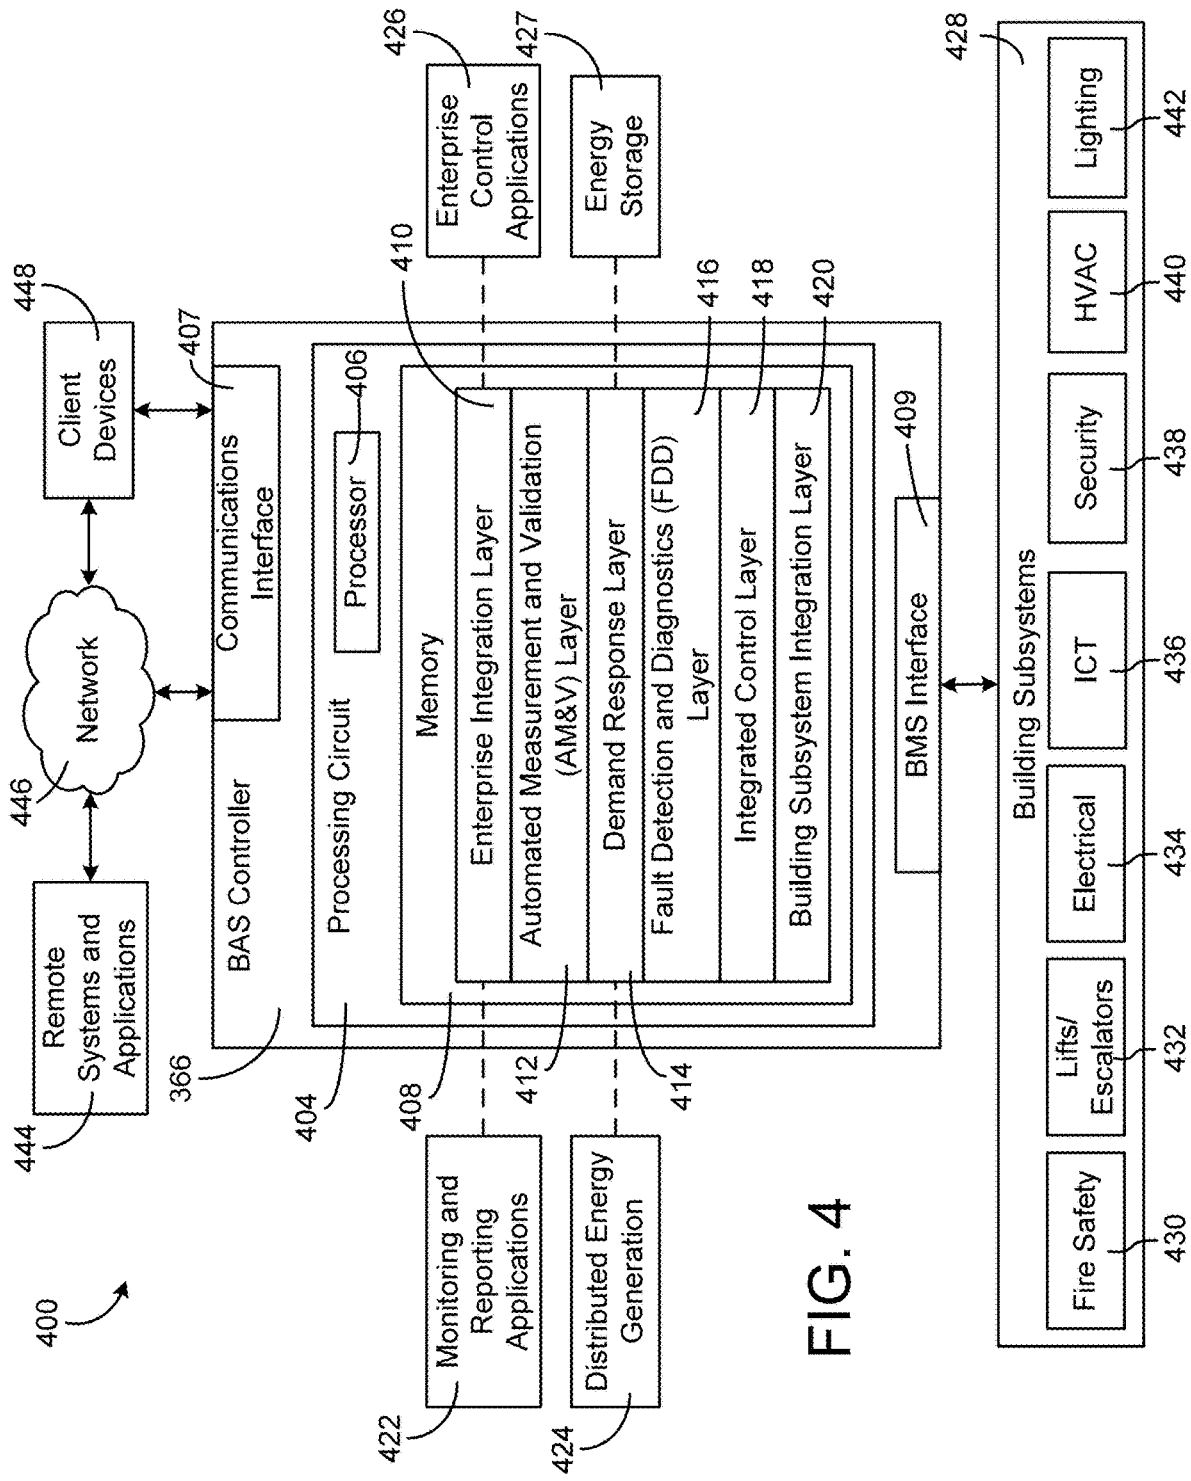 400
444
Remote
Systems and
Applications
446
Network
448
Client
Devices
366
BAS Controller
Communications
Interface
407
404
Processing Circuit
Processor
406
408
Memory
410
Enterprise Integration Layer
Automated Measurement and Validation
(AM&V) Layer
412
Demand Response Layer
414
Fault Detection and Diagnostics (FDD)
Layer
416
Integrated Control Layer
418
Building Subsystem Integration Layer
420
422
Monitoring and
Reporting
Applications
426
Enterprise
Control
Applications
424
Distributed Energy
Generation
427
Energy
Storage
BMS Interface
409
Building Subsystems
428
Fire Safety
Lifts/
Escalators
Electrical
ICT
Security
HVAC
Lighting
430
432
434
436
438
440
442
FIG. 4